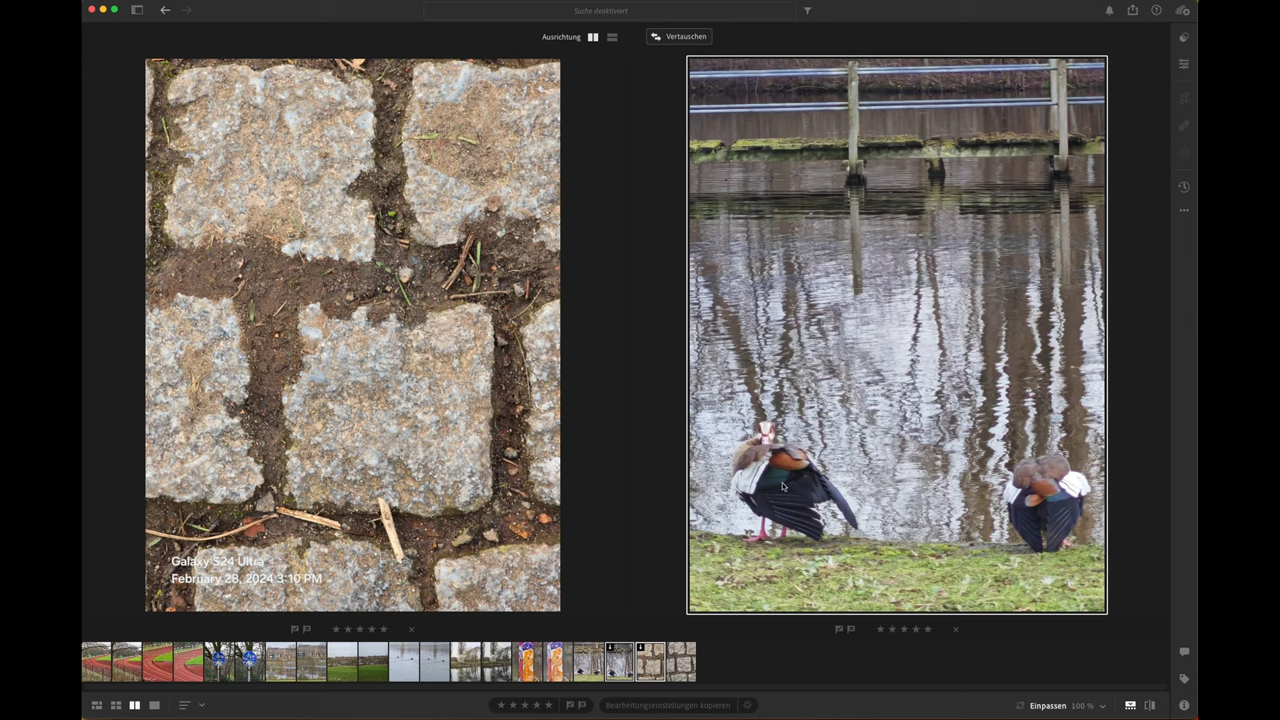 Suche deaktiviert
Ausrichtung
Vertauschen
Galaxy S24 Ultra
February 28, 2024 3:10 PM
Bearbeitungseinstellungen kopieren
Einpassen 100 %